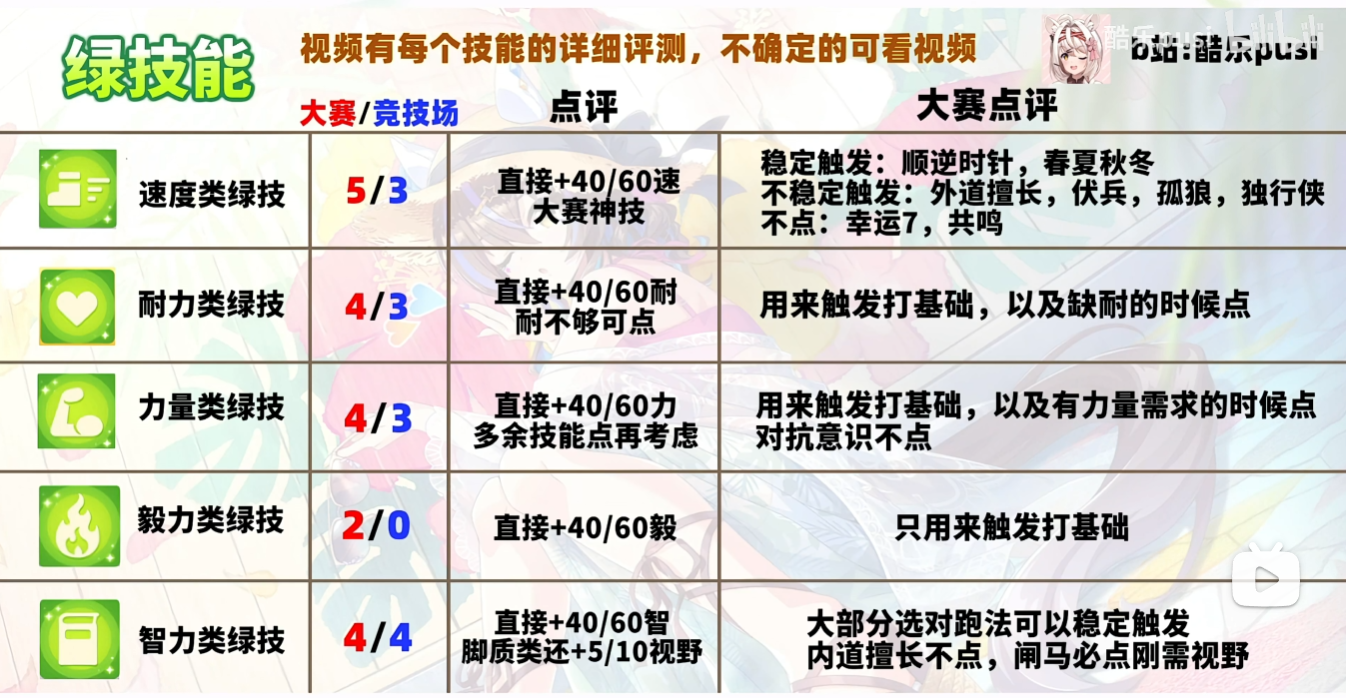 绿技能
视频有每个技能的详细评测，不确定的可看视频
酷乐pusi bilibili
b站:酷乐pusi
大赛/竞技场
点评
大赛点评
速度类绿技
5/3
直接+40/60速
大赛神技
稳定触发：顺逆时针，春夏秋冬
不稳定触发：外道擅长，伏兵，孤狼，独行侠
不点：幸运7，共鸣
耐力类绿技
4/3
直接+40/60耐
耐不够可点
用来触发打基础，以及缺耐的时候点
力量类绿技
4/3
直接+40/60力
多余技能点再考虑
用来触发打基础，以及有力量需求的时候点
对抗意识不点
毅力类绿技
2/0
直接+40/60毅
只用来触发打基础
智力类绿技
4/4
直接+40/60智
脚质类还+5/10视野
大部分选对跑法可以稳定触发
内道擅长不点，闸马必点刚需视野